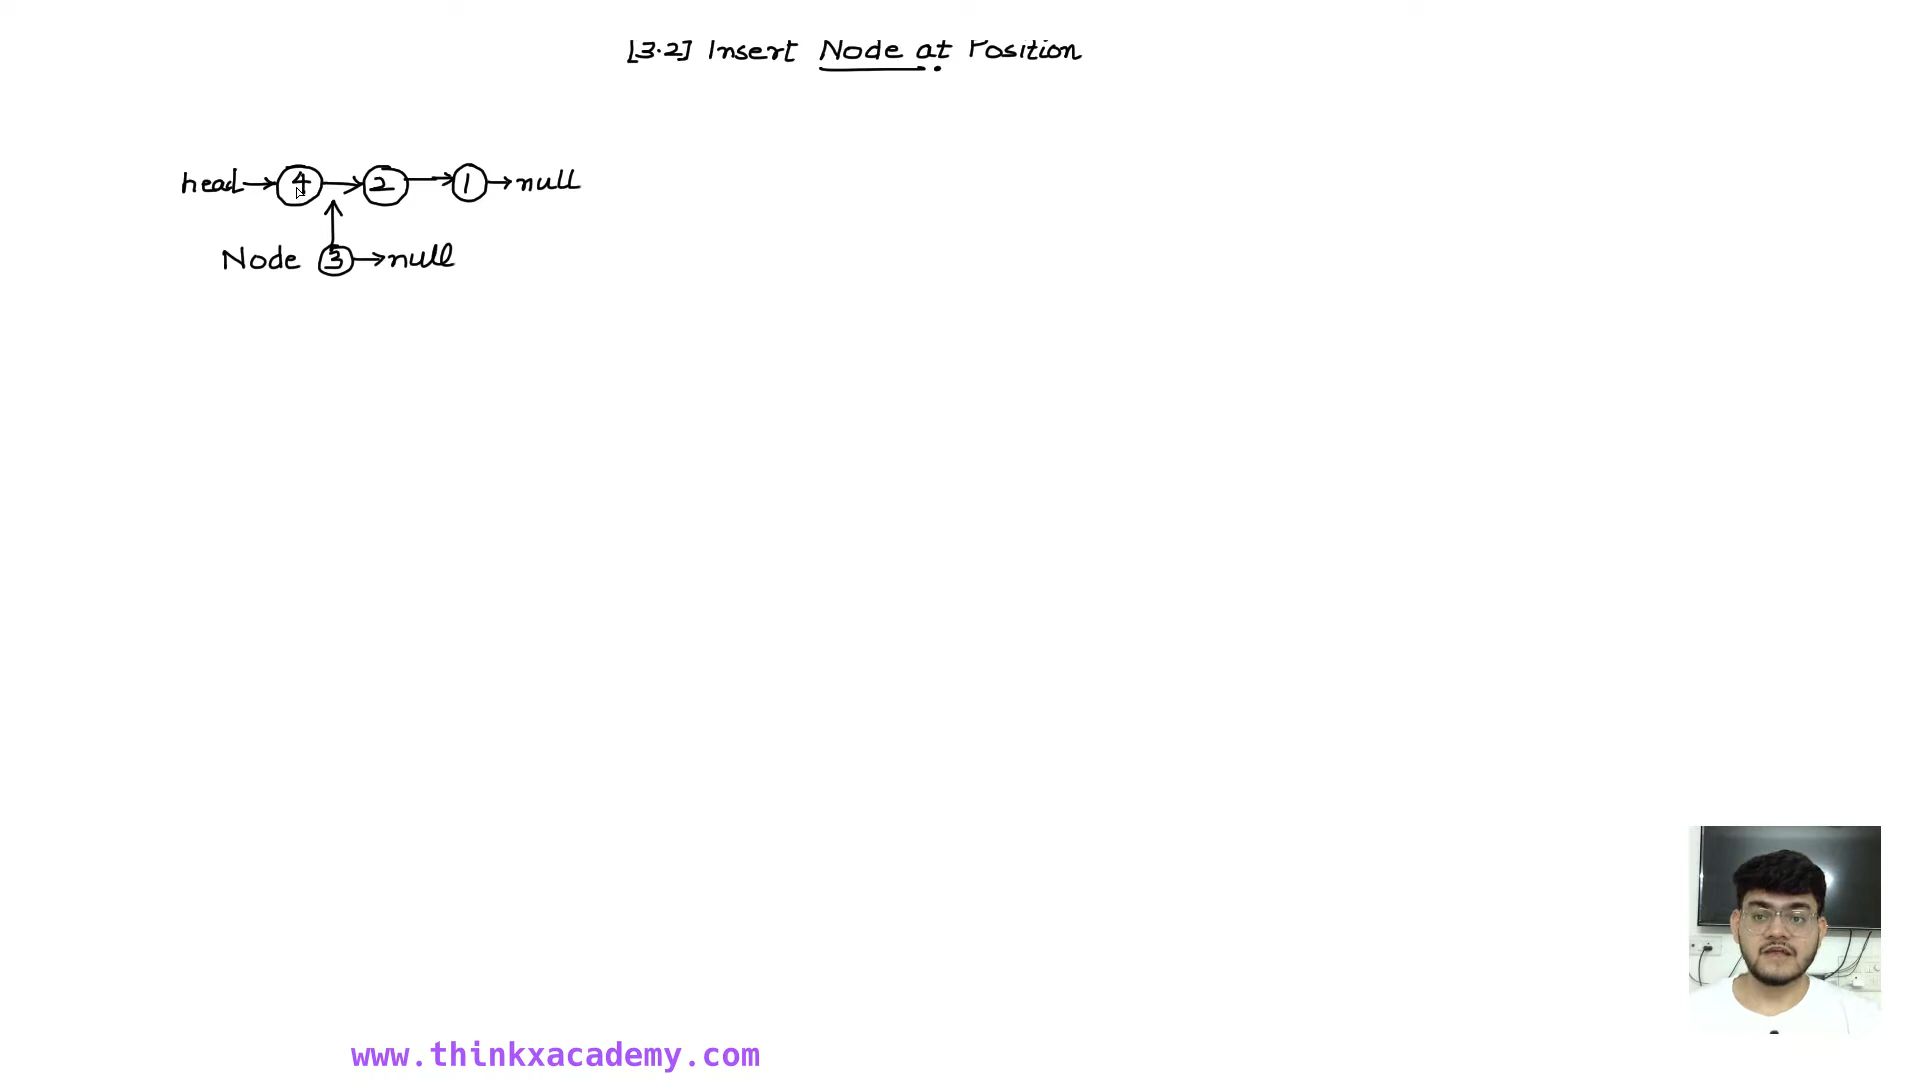 [3.2] Insert Node at Position
head→4→2→1→null
Node 3→null
www.thinkxacademy.com